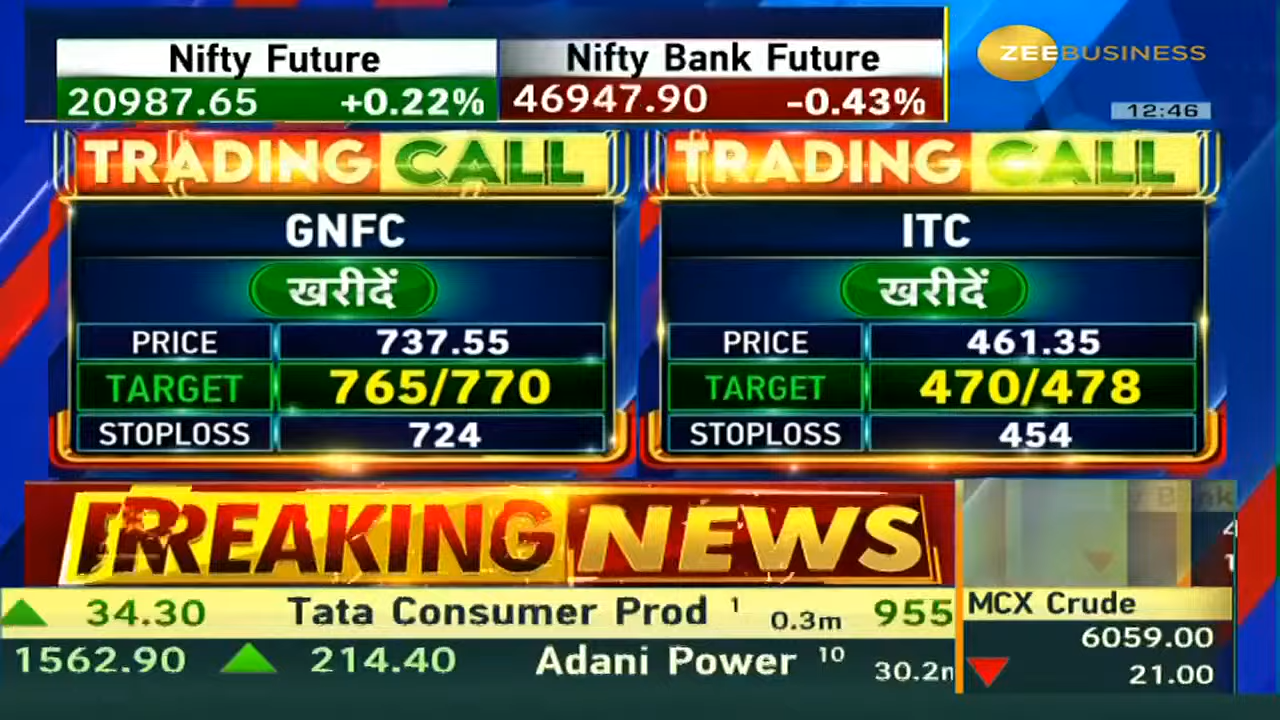 Nifty Future
20987.65 +0.22%
Nifty Bank Future
46947.90 -0.43%
ZEEBUSINESS
12:46
TRADING CALL
GNFC
खरीदें
PRICE 737.55
TARGET 765/770
STOPLOSS 724
TRADING CALL
ITC
खरीदें
PRICE 461.35
TARGET 470/478
STOPLOSS 454
BREAKING NEWS
34.30 Tata Consumer Prod 1 0.3m 955
1562.90 214.40 Adani Power 10 30.2m
MCX Crude
6059.00
21.00